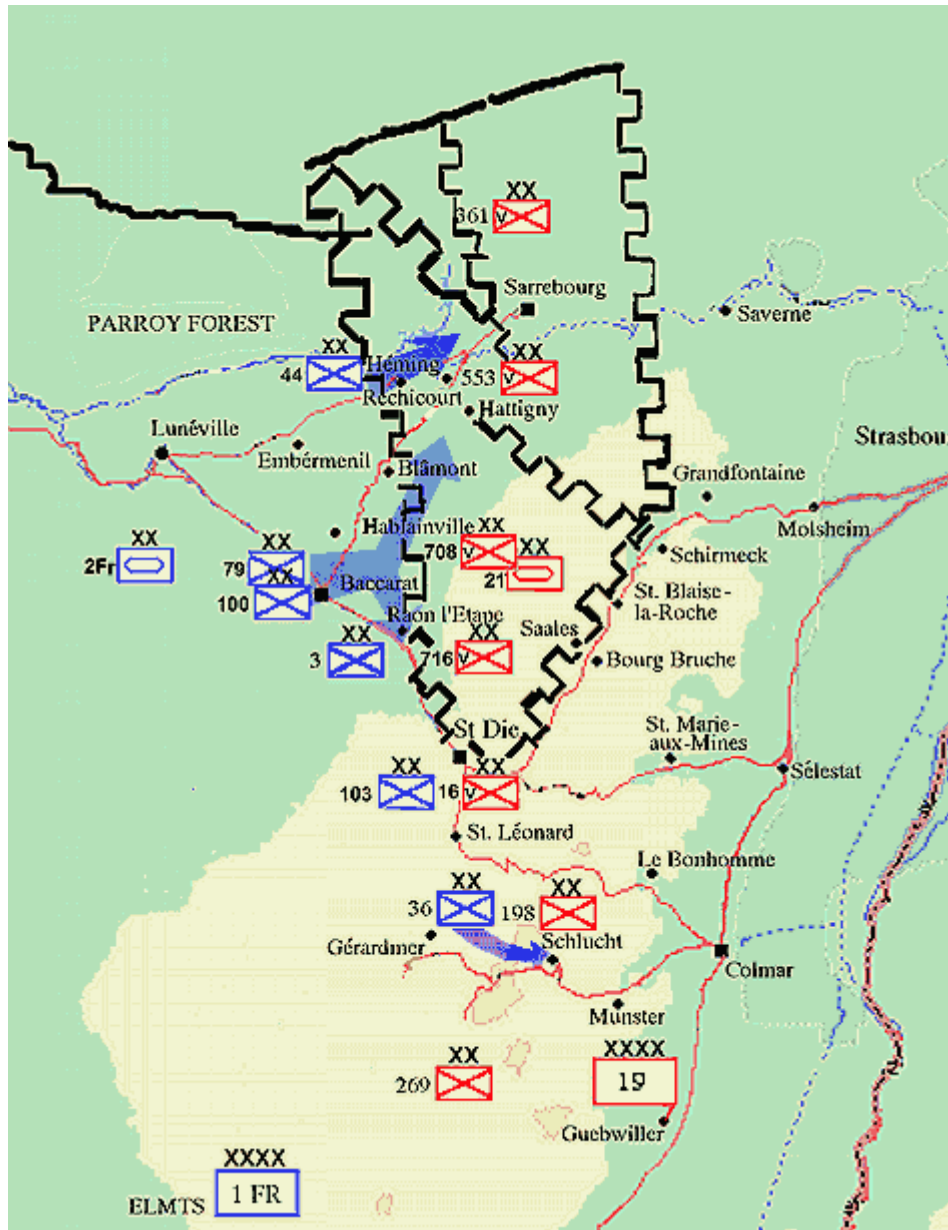 XX
361 V
Sarrebourg
Saverne
PARROY FOREST
XX
44
Héming
Rechicourt
XX
553 V
Hattigny
Lunéville
Embérmenil
Blâmont
Strasbou
Grandfontaine
Molsheim
Hablainville
XX
2Fr
XX
79
XX
100
Baccarat
XX
708 V
XX
21
Schirmeck
St. Blaise-
la-Roche
Raon l'Etape
XX
3
XX
716 V
Saales
Bourg Bruche
St Die
St. Marie-
aux-Mines
Sélestat
XX
103
XX
16 V
St. Léonard
Le Bonhomme
XX
36
XX
198
Gérardmer
Schlucht
Colmar
Munster
XX
269
XXXX
19
Guebwiller
XXXX
ELMTS 1 FR